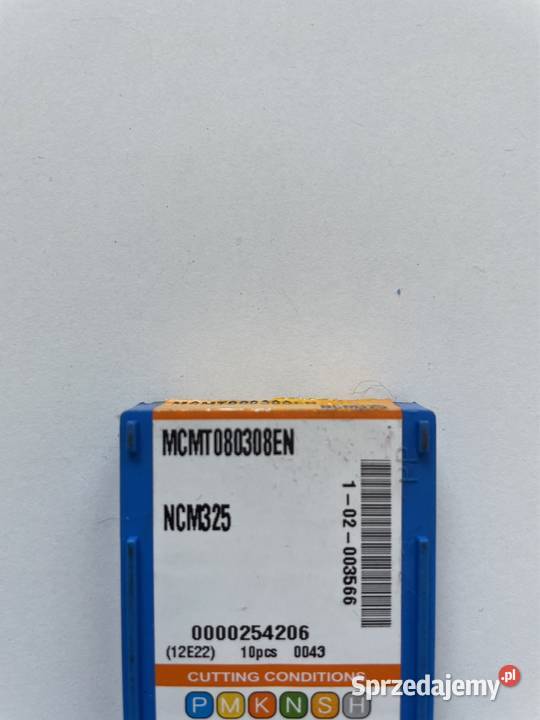 MCMT080308EN
NCM325
1-02-003566
0000254206
(12E22) 10pcs 0043
CUTTING CONDITIONS
P M K N S H
Sprzedajemy.pl